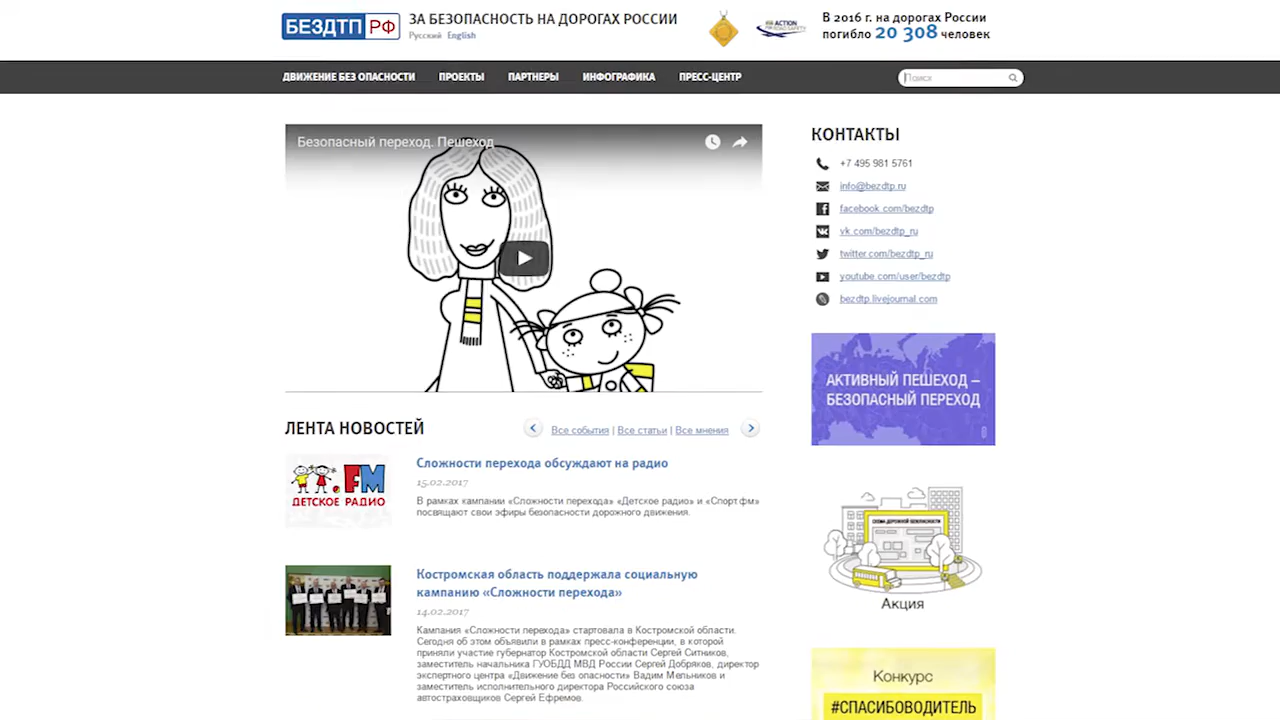 БЕЗДТП РФ
ЗА БЕЗОПАСНОСТЬ НА ДОРОГАХ РОССИИ
Русский English
ACTION
В 2016 г. на дорогах России
погибло 20 308 человек
ДВИЖЕНИЕ БЕЗ ОПАСНОСТИ ПРОЕКТЫ ПАРТНЕРЫ ИНФОГРАФИКА ПРЕСС-ЦЕНТР
Поиск
Безопасный переход. Пешеход
КОНТАКТЫ
+7 495 981 5761
info@bezdtp.ru
facebook.com/bezdtp
vk.com/bezdtp_ru
twitter.com/bezdtp_ru
youtube.com/user/bezdtp
bezdtp.livejournal.com
АКТИВНЫЙ ПЕШЕХОД –
БЕЗОПАСНЫЙ ПЕРЕХОД
СХЕМА ДОРОЖНОЙ БЕЗОПАСНОСТИ
Акция
Конкурс
#СПАСИБОВОДИТЕЛЬ
ЛЕНТА НОВОСТЕЙ
Все события | Все статьи | Все мнения
.FM
ДЕТСКОЕ РАДИО
Сложности перехода обсуждают на радио
15.02.2017
В рамках кампании «Сложности перехода» «Детское радио» и «Спорт фм»
посвящают свои эфиры безопасности дорожного движения.
Костромская область поддержала социальную
кампанию «Сложности перехода»
14.02.2017
Кампания «Сложности перехода» стартовала в Костромской области.
Сегодня об этом объявили в рамках пресс-конференции, в которой
приняли участие губернатор Костромской области Сергей Ситников,
заместитель начальника ГУОБДД МВД России Сергей Добряков, директор
экспертного центра «Движение без опасности» Вадим Мельников и
заместитель исполнительного директора Российского союза
автостраховщиков Сергей Ефремов.